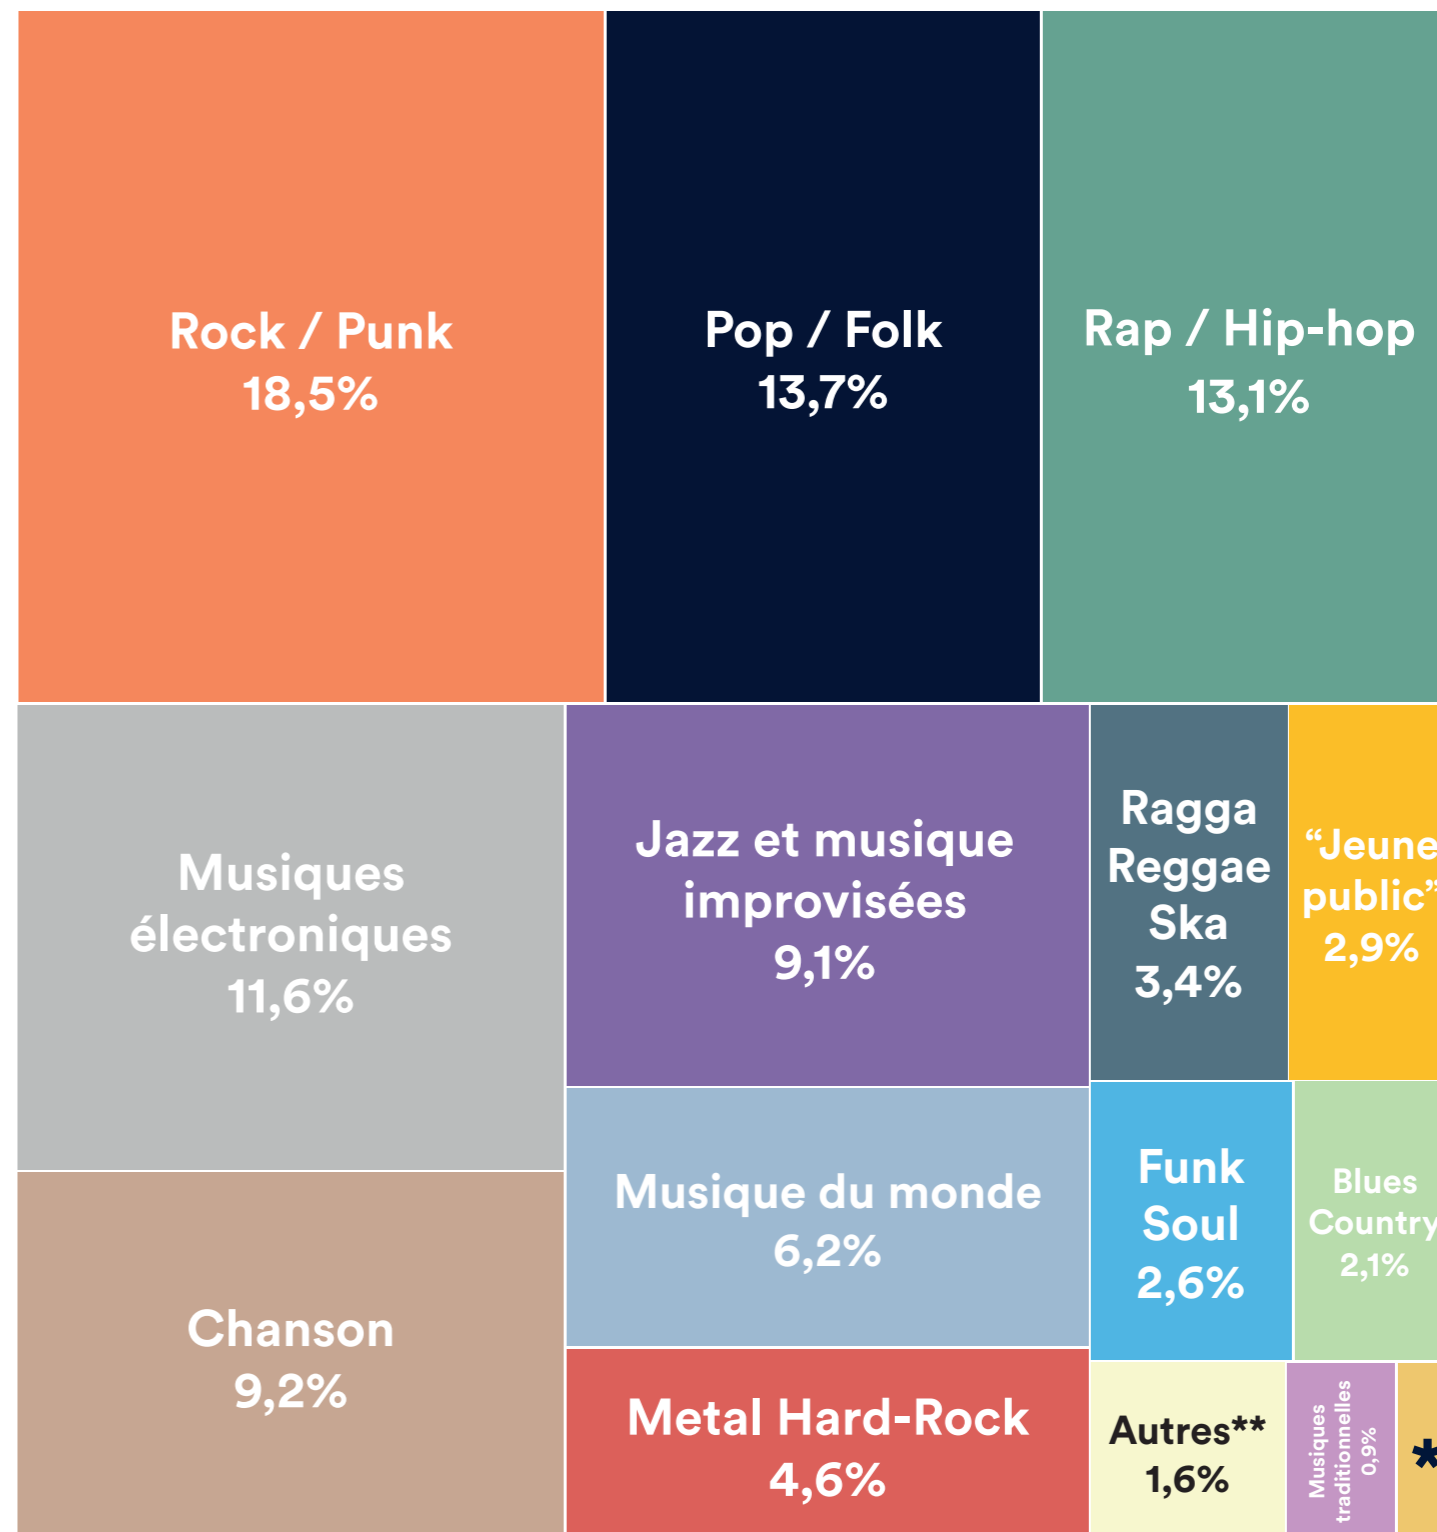 Rock / Punk
18,5%
Pop / Folk
13,7%
Rap / Hip-hop
13,1%
Musiques
électroniques
11,6%
Jazz et musique
improvisées
9,1%
Ragga
Reggae
Ska
3,4%
“Jeune
public”
2,9%
Musique du monde
6,2%
Funk
Soul
2,6%
Blues
Country
2,1%
Chanson
9,2%
Metal Hard-Rock
4,6%
Autres**
1,6%
Musiques
traditionnelles
0,9%
*